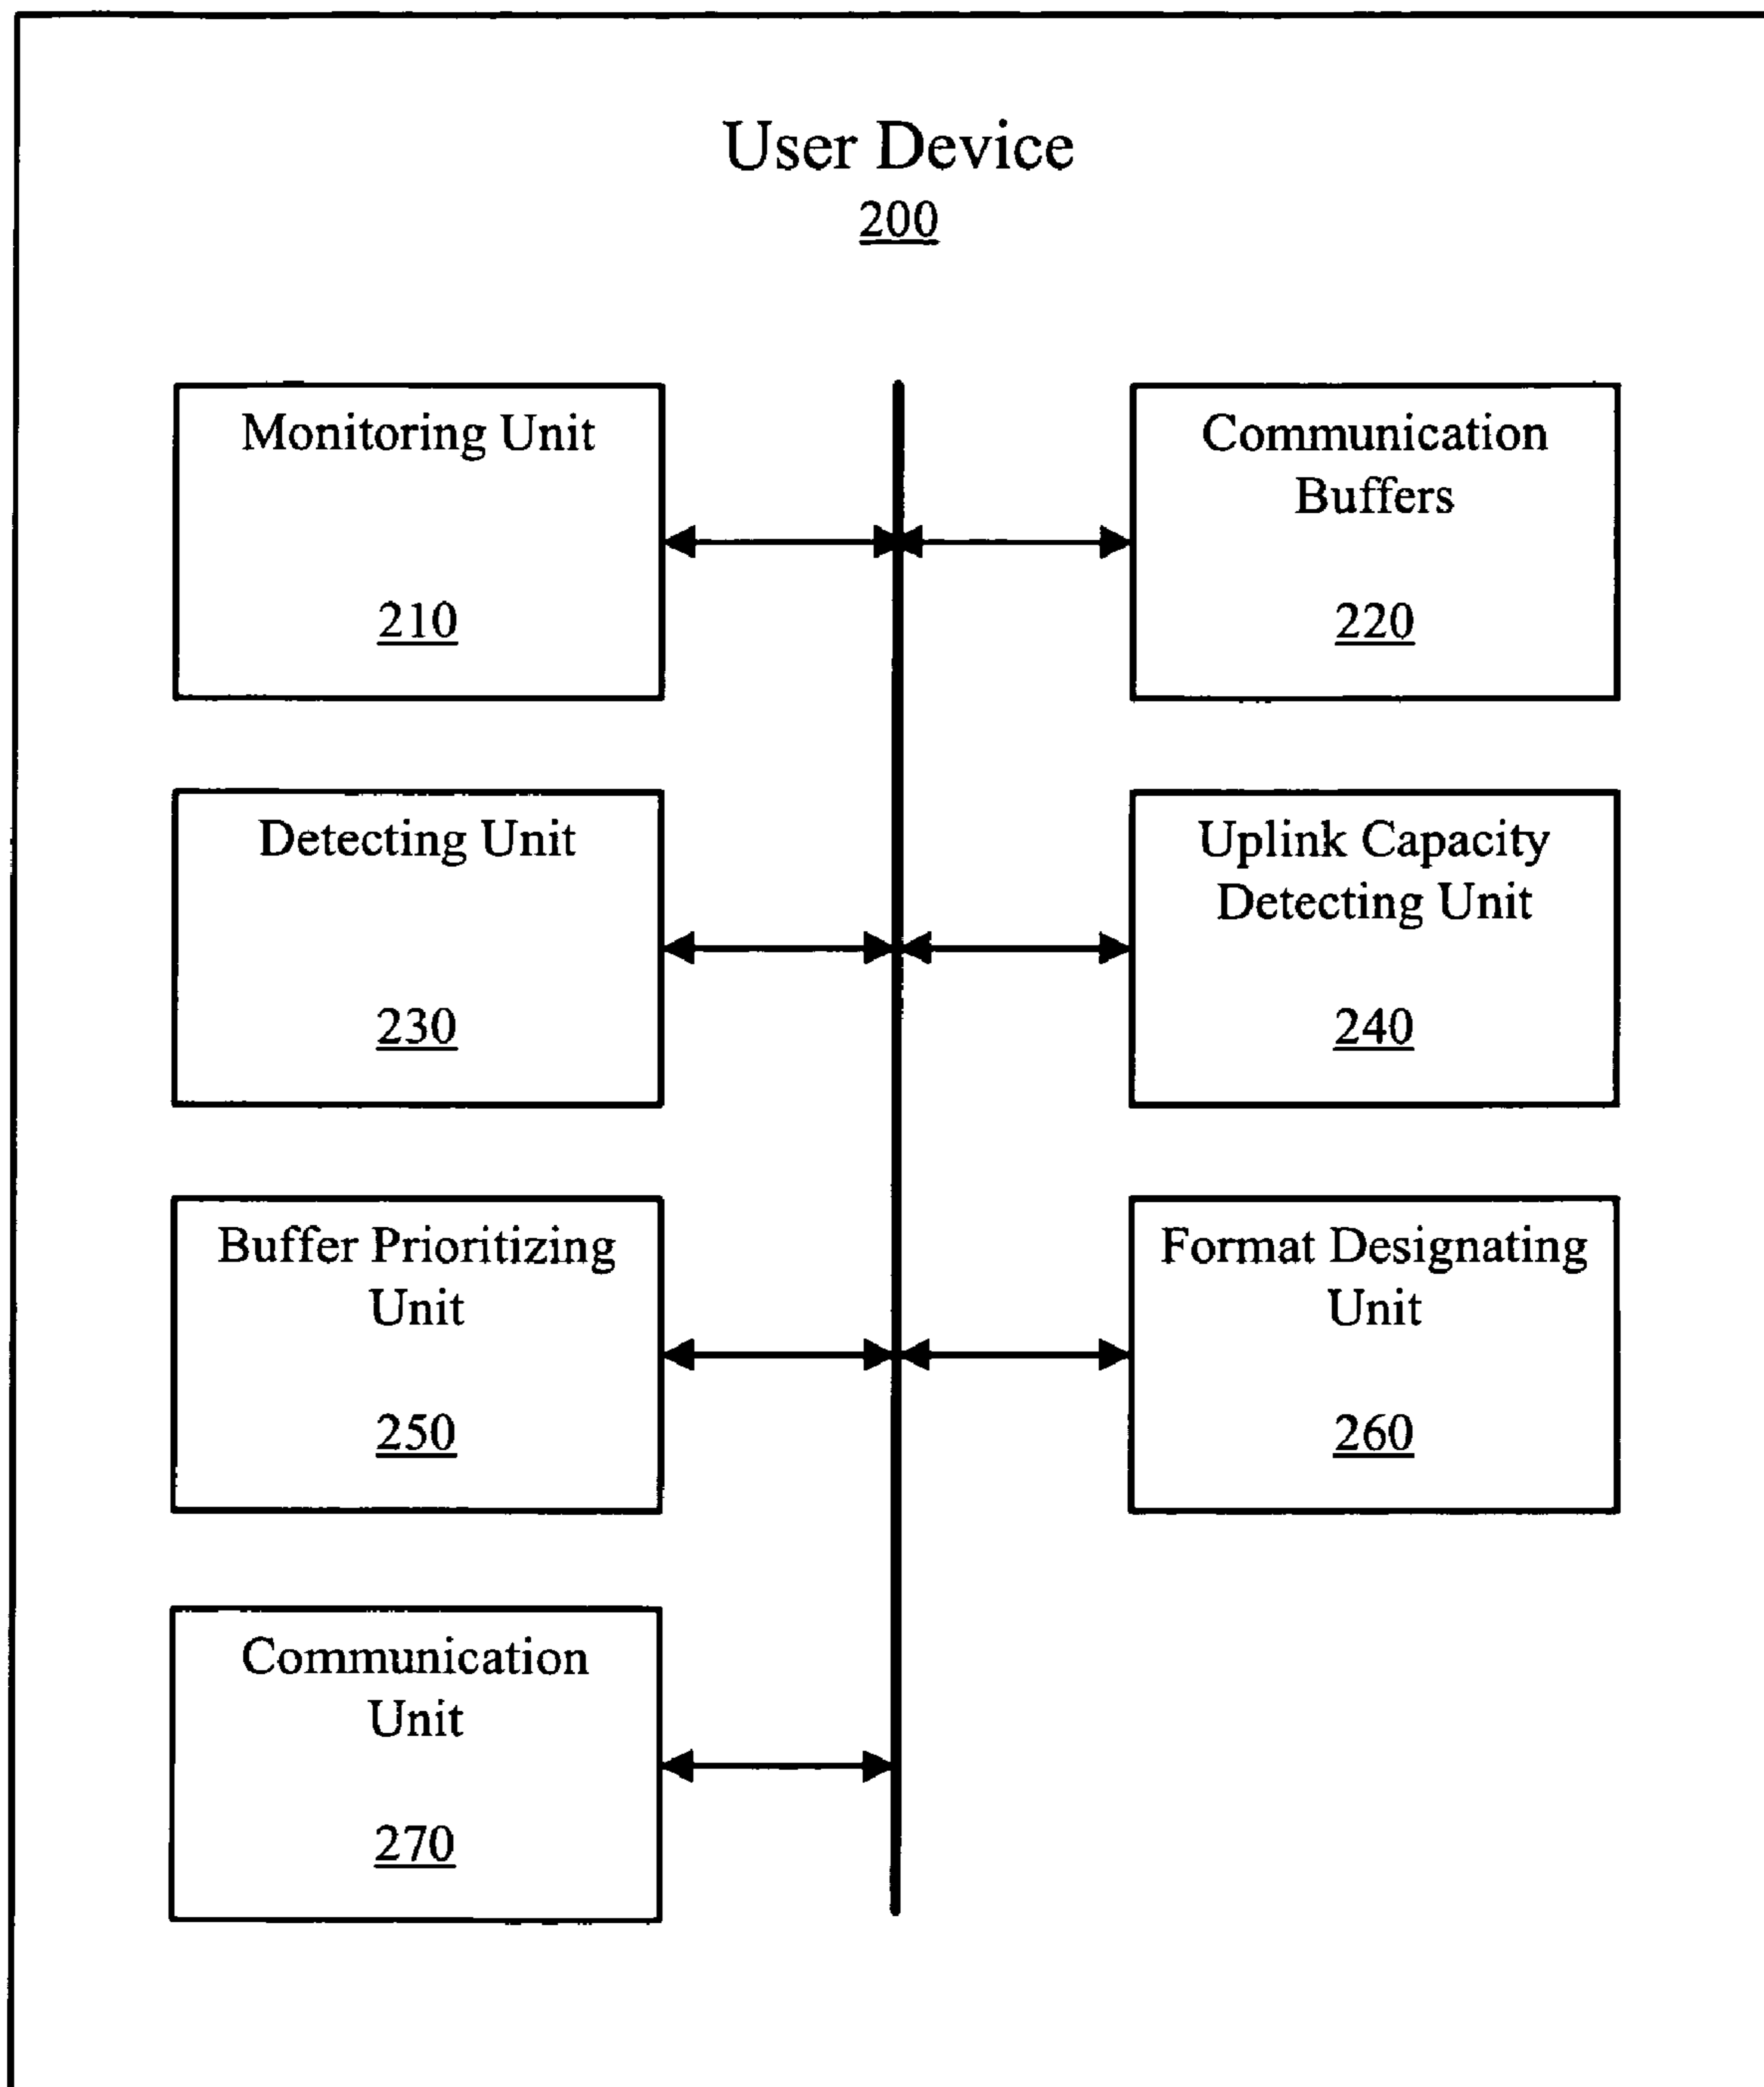 User Device
200
Monitoring Unit
210
Communication
Buffers
220
Detecting Unit
230
Uplink Capacity
Detecting Unit
240
Buffer Prioritizing
Unit
250
Format Designating
Unit
260
Communication
Unit
270